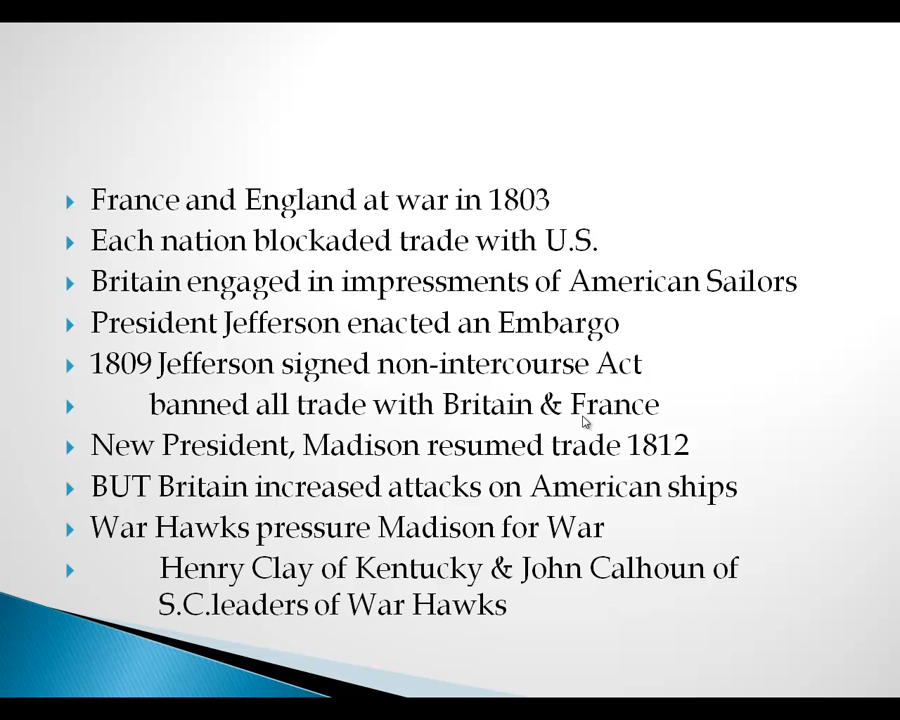 France and England at war in 1803
Each nation blockaded trade with U.S.
Britain engaged in impressments of American Sailors
President Jefferson enacted an Embargo
1809 Jefferson signed non-intercourse Act
banned all trade with Britain & France
New President, Madison resumed trade 1812
BUT Britain increased attacks on American ships
War Hawks pressure Madison for War
Henry Clay of Kentucky & John Calhoun of
S.C.leaders of War Hawks